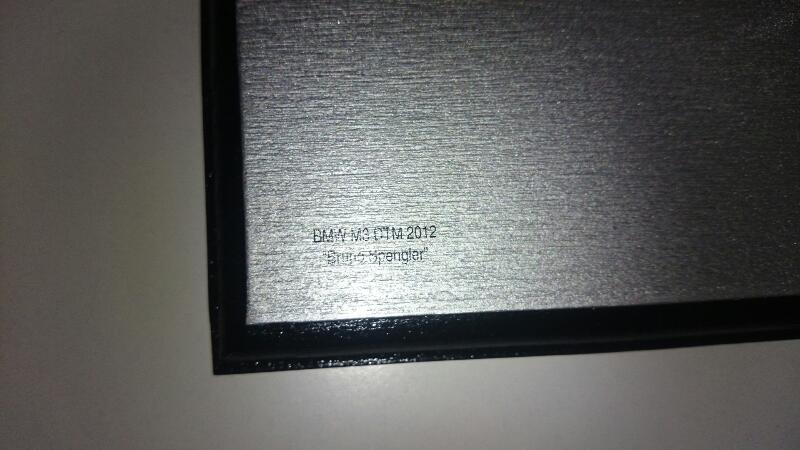 BMW M3 DTM 2012
"Bruno Spengler"